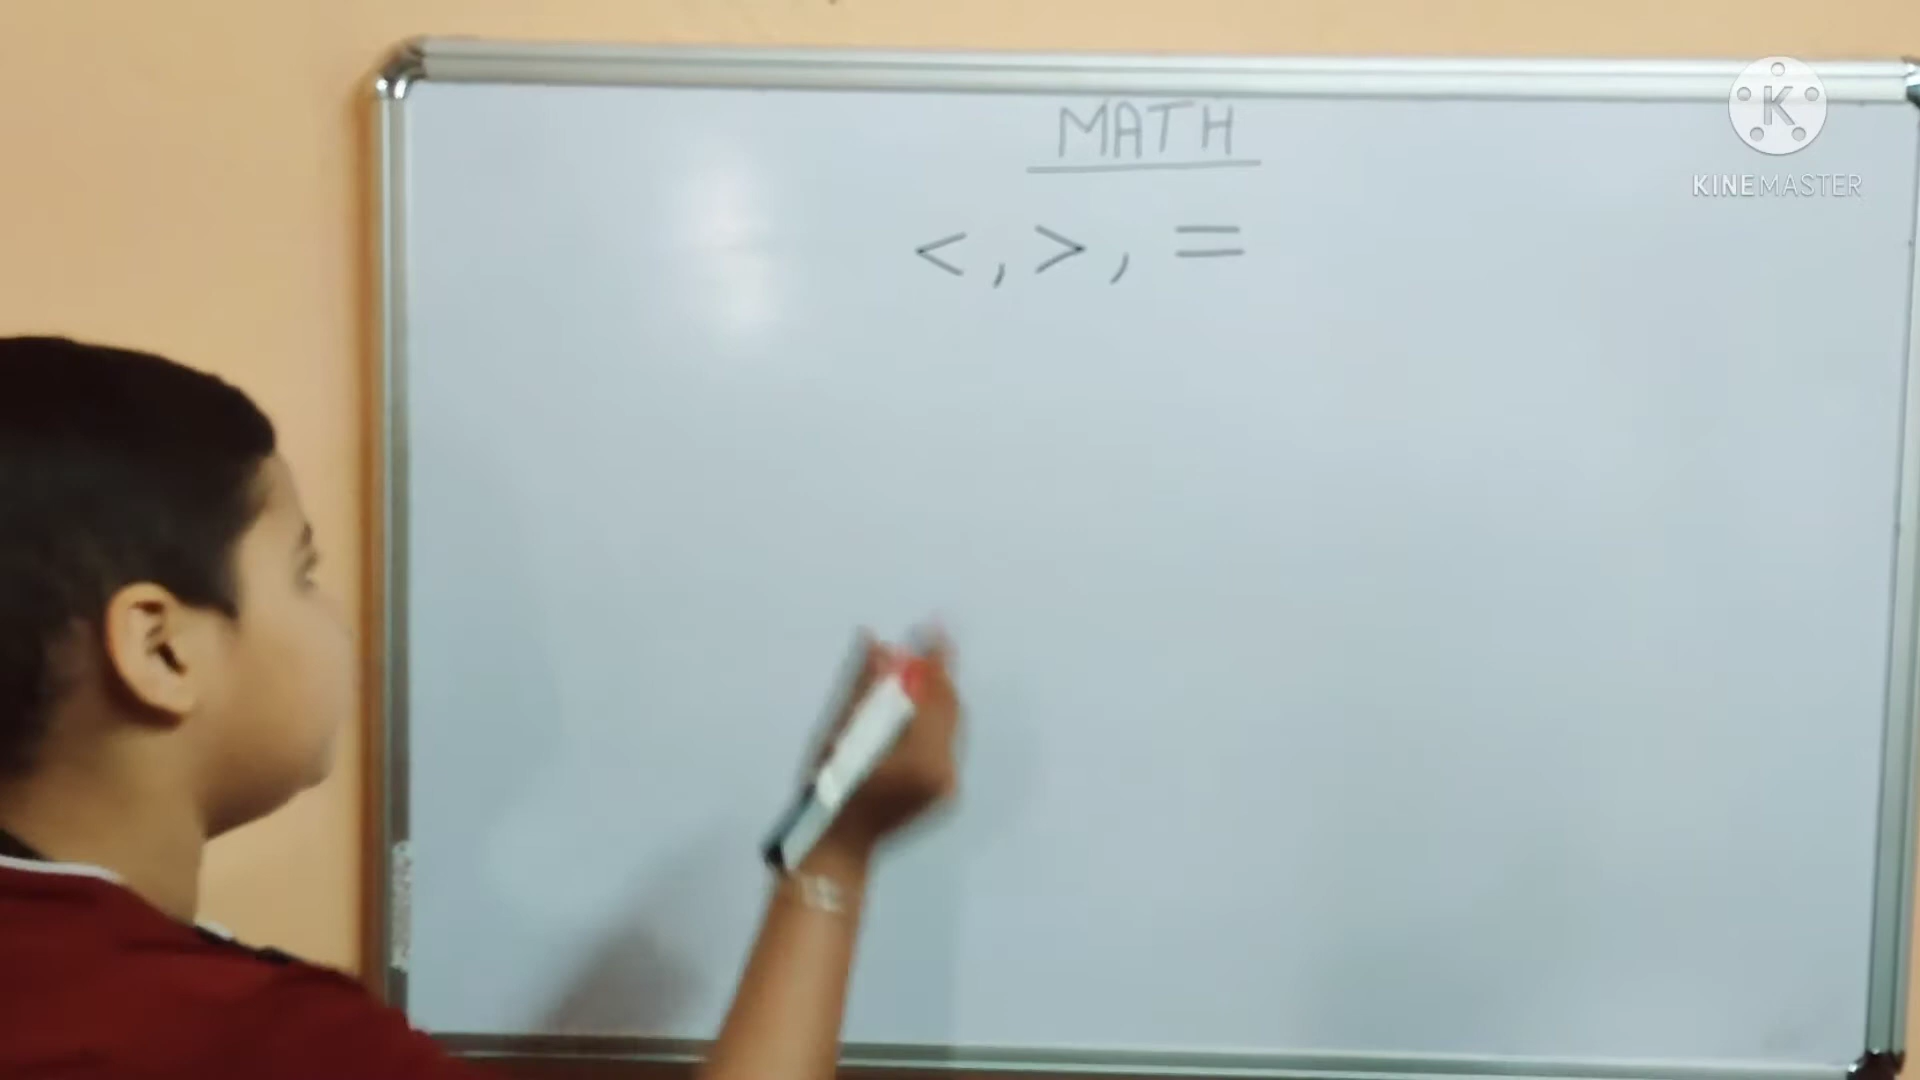 MATH
<, >, =
K
KINEMASTER